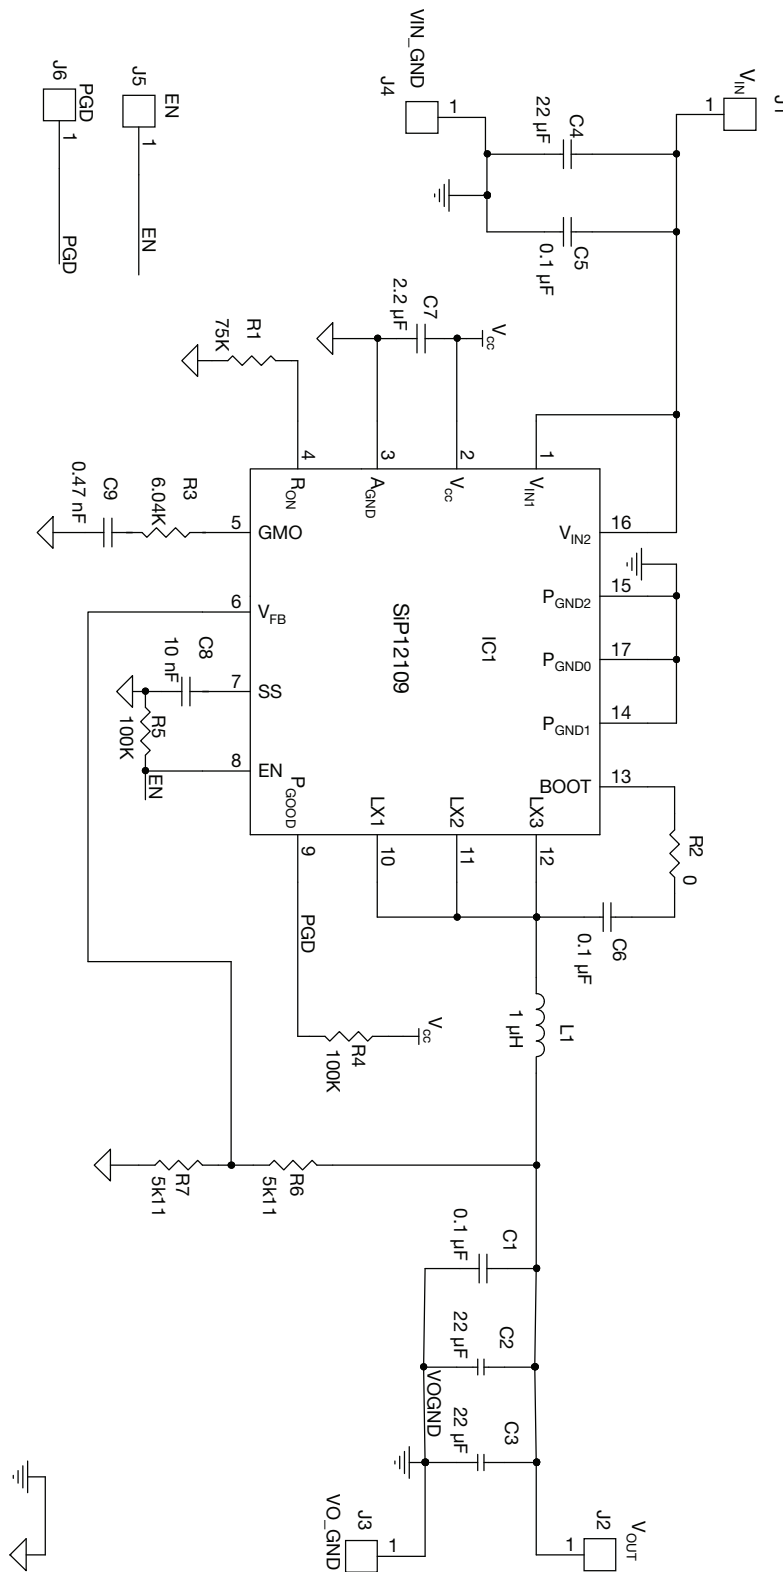 J1
V_IN
1
C4
22 µF
C5
0.1 µF
VIN_GND
J4
1
EN
J5
1
EN
PGD
J6
1
PGD
V_CC
C7
2.2 µF
R1
75K
1
V_IN1
2
V_CC
3
A_GND
4
R_ON
R3
6.04K
C9
0.47 nF
16
V_IN2
15
P_GND2
17
P_GND0
14
P_GND1
13
BOOT
IC1
SiP12109
5
GMO
6
V_FB
7
SS
8
EN
C8
10 nF
R5
100K
EN
P_GOOD
9
LX1
10
LX2
11
LX3
12
R2
0
C6
0.1 µF
PGD
V_CC
R4
100K
L1
1 µH
R6
5k11
R7
5k11
C1
0.1 µF
C2
22 µF
C3
22 µF
VOGND
V_OUT
J2
1
J3
VO_GND
1